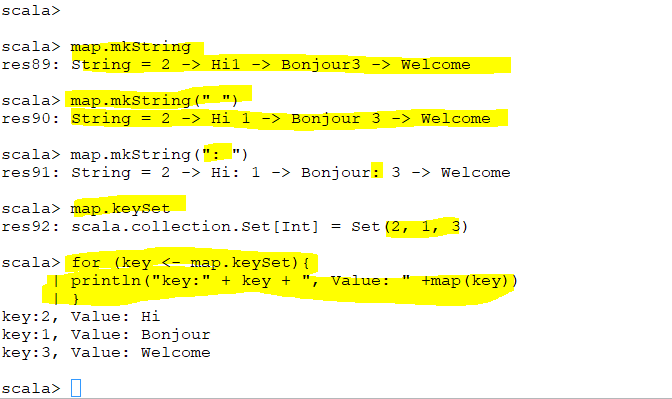 scala>
scala> map.mkString
res89: String = 2 -> Hi1 -> Bonjour3 -> Welcome
scala> map.mkString(" ")
res90: String = 2 -> Hi 1 -> Bonjour 3 -> Welcome
scala> map.mkString(": ")
res91: String = 2 -> Hi: 1 -> Bonjour: 3 -> Welcome
scala> map.keySet
res92: scala.collection.Set[Int] = Set(2, 1, 3)
scala> for (key <- map.keySet){
| println("key:" + key + ", Value: " +map(key))
| }
key:2, Value: Hi
key:1, Value: Bonjour
key:3, Value: Welcome
scala>